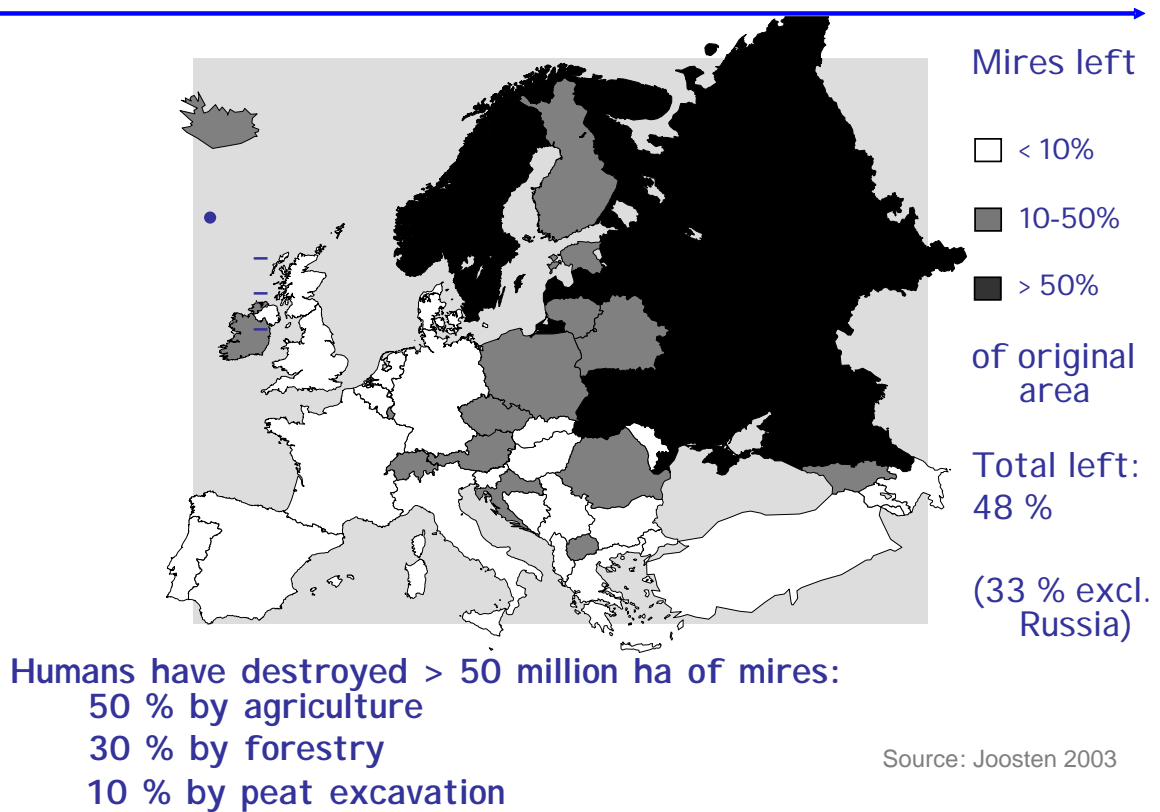 Mires left
< 10%
10-50%
> 50%
of original
area
Total left:
48 %
(33 % excl.
Russia)
Humans have destroyed > 50 million ha of mires:
50 % by agriculture
30 % by forestry
10 % by peat excavation
Source: Joosten 2003